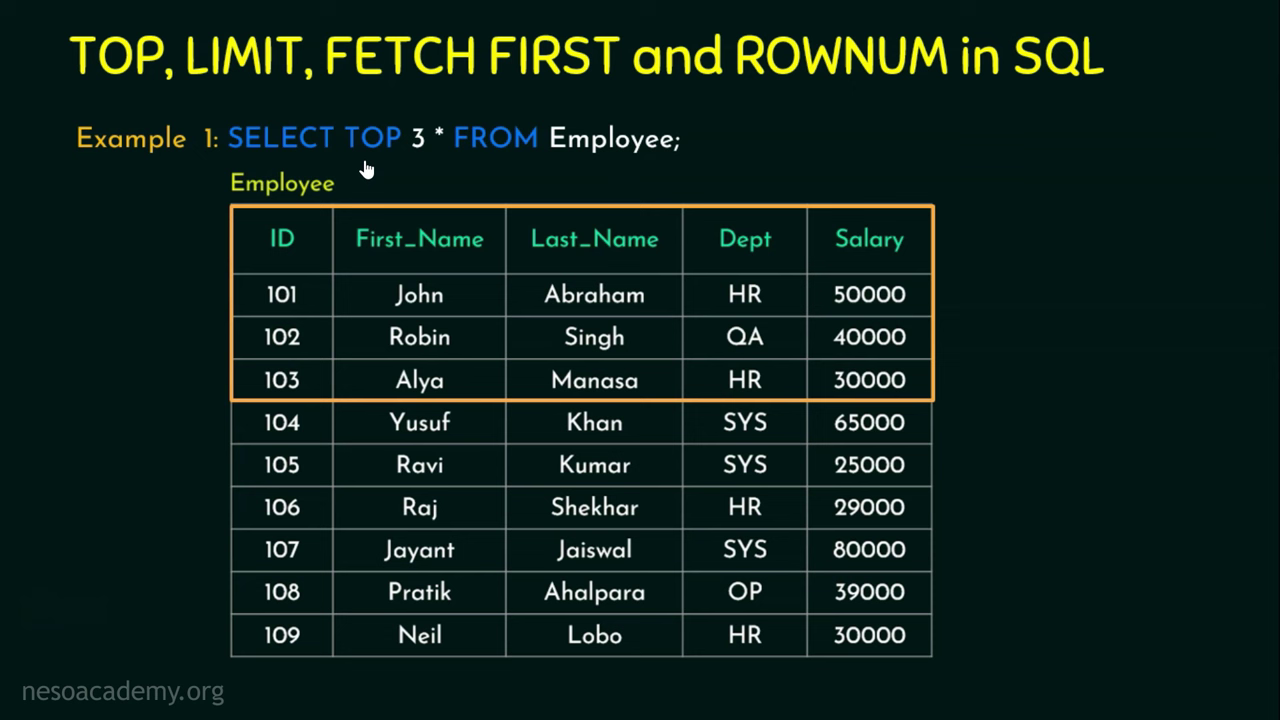 TOP, LIMIT, FETCH FIRST and ROWNUM in SQL
Example 1: SELECT TOP 3 * FROM Employee;
Employee
ID First_Name Last_Name Dept Salary
101 John Abraham HR 50000
102 Robin Singh QA 40000
103 Alya Manasa HR 30000
104 Yusuf Khan SYS 65000
105 Ravi Kumar SYS 25000
106 Raj Shekhar HR 29000
107 Jayant Jaiswal SYS 80000
108 Pratik Ahalpara OP 39000
109 Neil Lobo HR 30000
nesoacademy.org